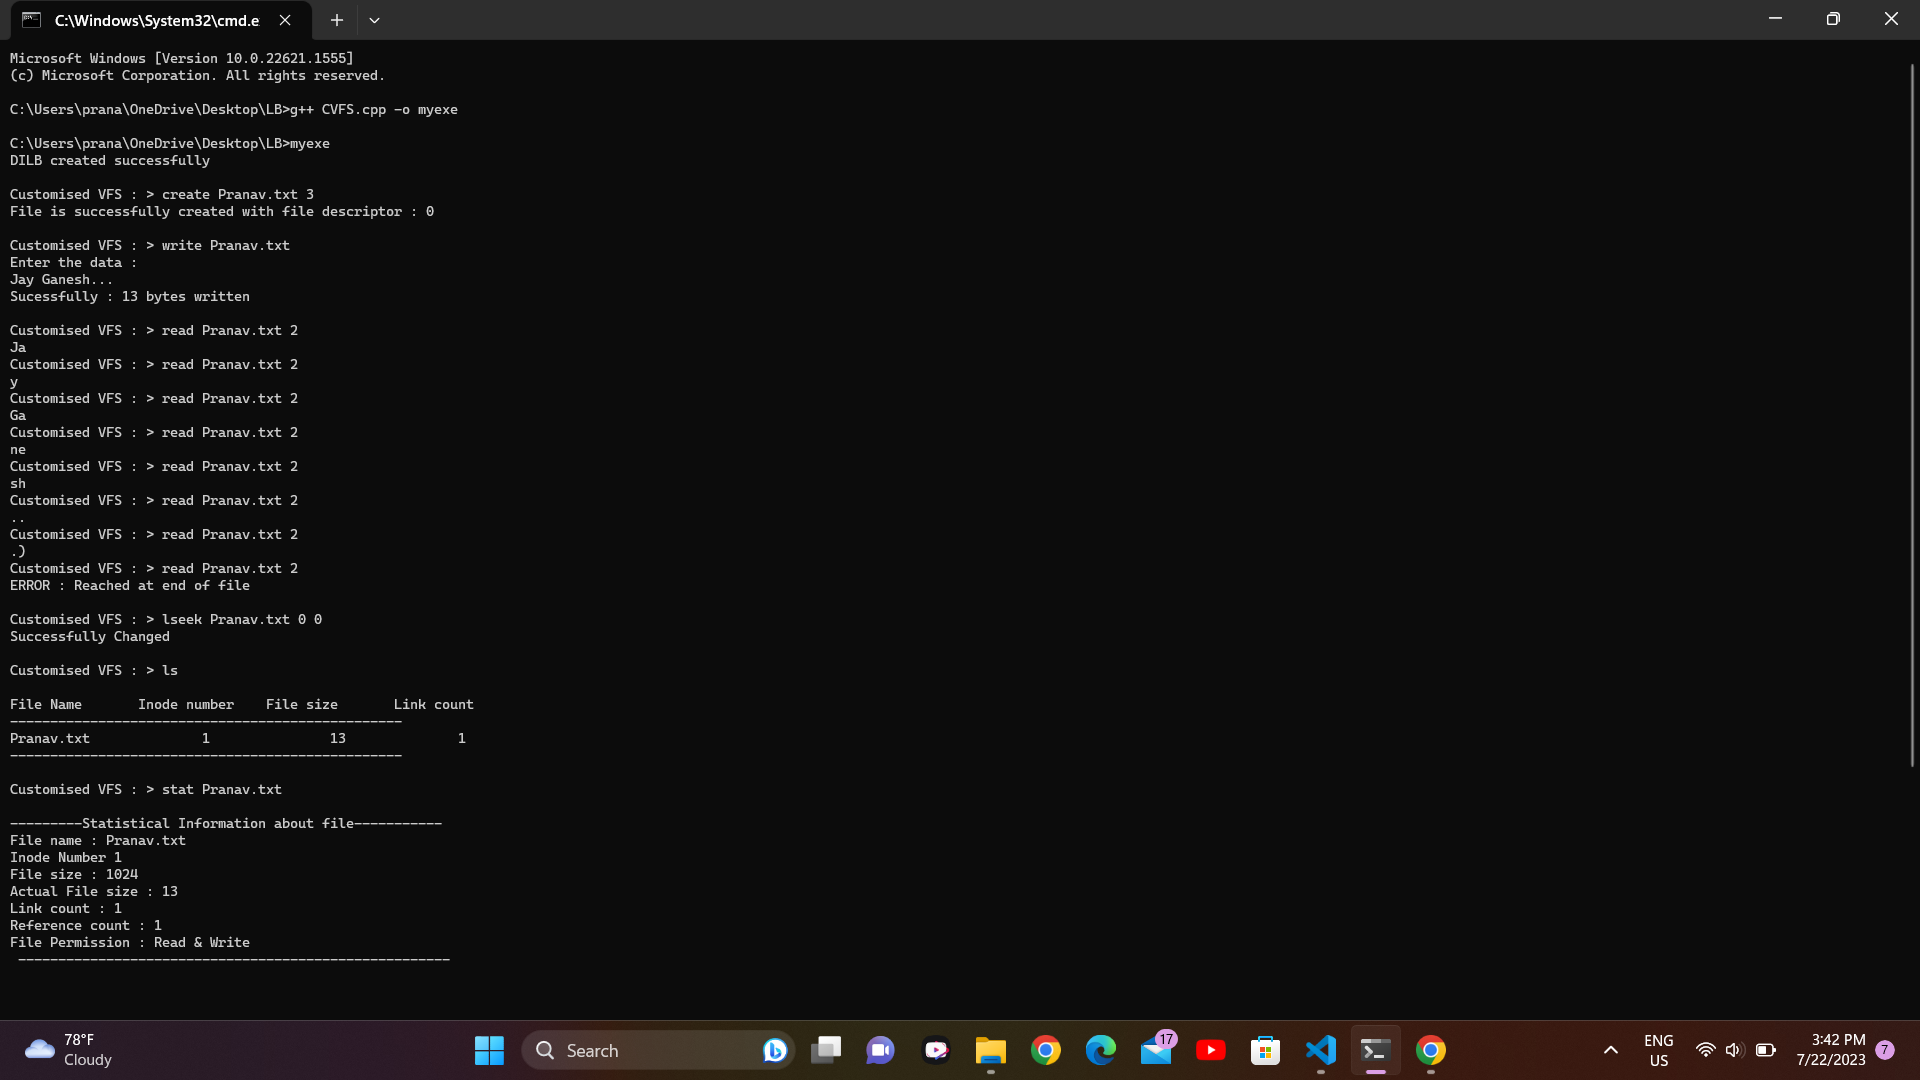 C:\Windows\System32\cmd.e
Microsoft Windows [Version 10.0.22621.1555]
(c) Microsoft Corporation. All rights reserved.
C:\Users\prana\OneDrive\Desktop\LB>g++ CVFS.cpp -o myexe
C:\Users\prana\OneDrive\Desktop\LB>myexe
DILB created successfully
Customised VFS : > create Pranav.txt 3
File is successfully created with file descriptor : 0
Customised VFS : > write Pranav.txt
Enter the data :
Jay Ganesh...
Sucessfully : 13 bytes written
Customised VFS : > read Pranav.txt 2
Ja
Customised VFS : > read Pranav.txt 2
y
Customised VFS : > read Pranav.txt 2
Ga
Customised VFS : > read Pranav.txt 2
ne
Customised VFS : > read Pranav.txt 2
sh
Customised VFS : > read Pranav.txt 2
..
Customised VFS : > read Pranav.txt 2
.)
Customised VFS : > read Pranav.txt 2
ERROR : Reached at end of file
Customised VFS : > lseek Pranav.txt 0 0
Successfully Changed
Customised VFS : > ls
File Name Inode number File size Link count
-------------------------------------------------
Pranav.txt 1 13 1
-------------------------------------------------
Customised VFS : > stat Pranav.txt
---------Statistical Information about file-----------
File name : Pranav.txt
Inode Number 1
File size : 1024
Actual File size : 13
Link count : 1
Reference count : 1
File Permission : Read & Write
------------------------------------------------------
78°F
Cloudy
Search
17
ENG
US
3:42 PM
7/22/2023
7